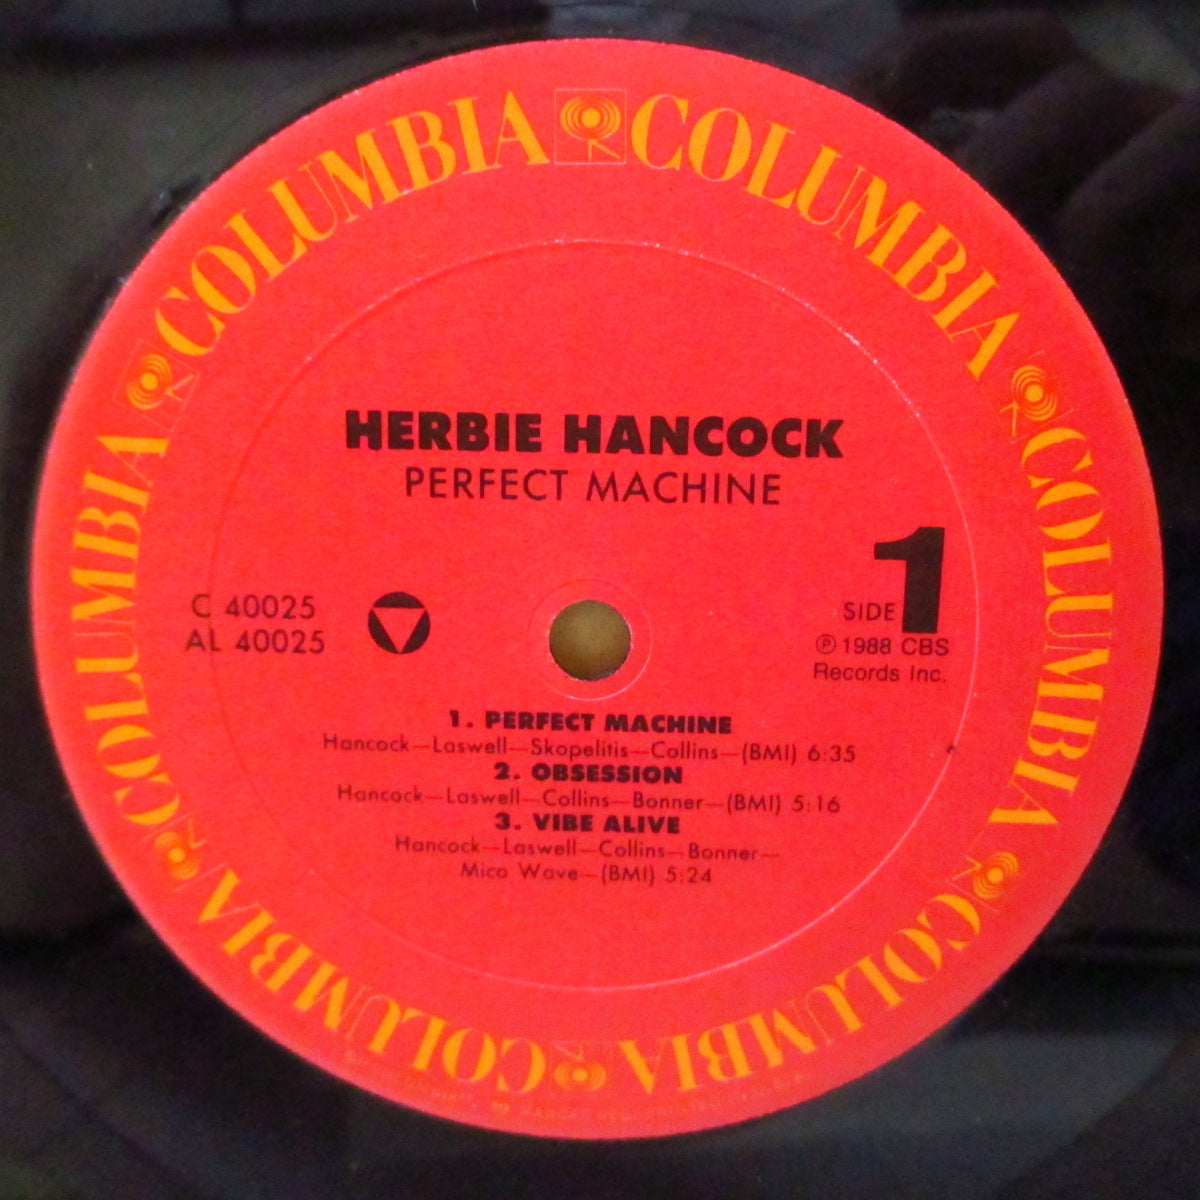 COLUMBIA COLUMBIA COLUMBIA COLUMBIA COLUMBIA COLUMBIA
HERBIE HANCOCK
PERFECT MACHINE
C 40025
AL 40025
SIDE 1
℗ 1988 CBS
Records Inc.
1. PERFECT MACHINE
Hancock—Laswell—Skopelitis—Collins—(BMI) 6:35
2. OBSESSION
Hancock—Laswell—Collins—Bonner—(BMI) 5:16
3. VIBE ALIVE
Hancock—Laswell—Collins—Bonner—
Mico Wave—(BMI) 5:24